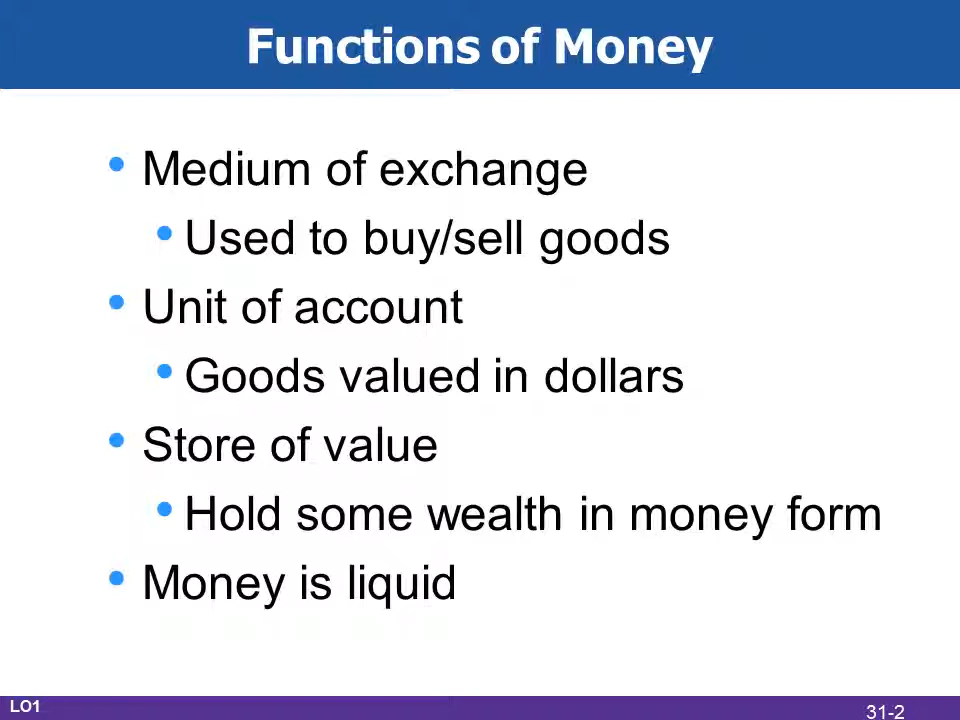 Functions of Money
• Medium of exchange
• Used to buy/sell goods
• Unit of account
• Goods valued in dollars
• Store of value
• Hold some wealth in money form
• Money is liquid
LO1
31-2